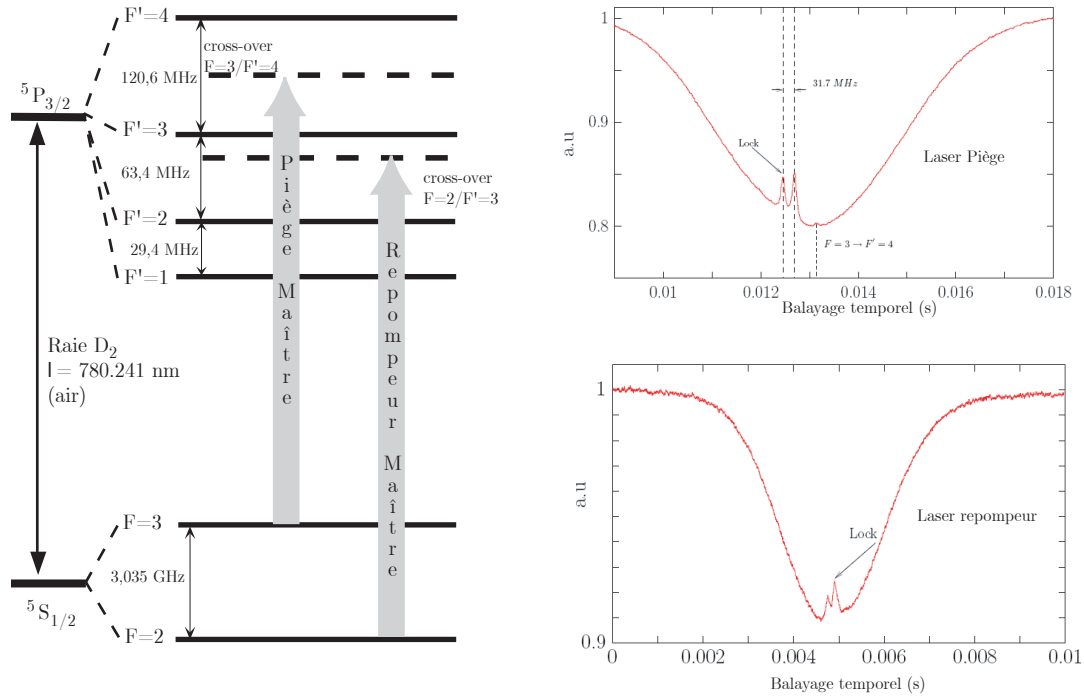 F'=4
cross-over
F=3/F'=4
120,6 MHz
⁵P₃/₂
F'=3
63,4 MHz
cross-over
F=2/F'=3
F'=2
29,4 MHz
F'=1
Piège Maître
Repompeur Maître
Raie D₂
l = 780.241 nm
(air)
F=3
3,035 GHz
⁵S₁/₂
F=2
1
0.9
0.8
a.u
31.7 MHz
Lock
Laser Piège
F = 3 → F' = 4
0.01
0.012
0.014
0.016
0.018
Balayage temporel (s)
1
0.9
a.u
Laser repompeur
Lock
0
0.002
0.004
0.006
0.008
0.01
Balayage temporel (s)